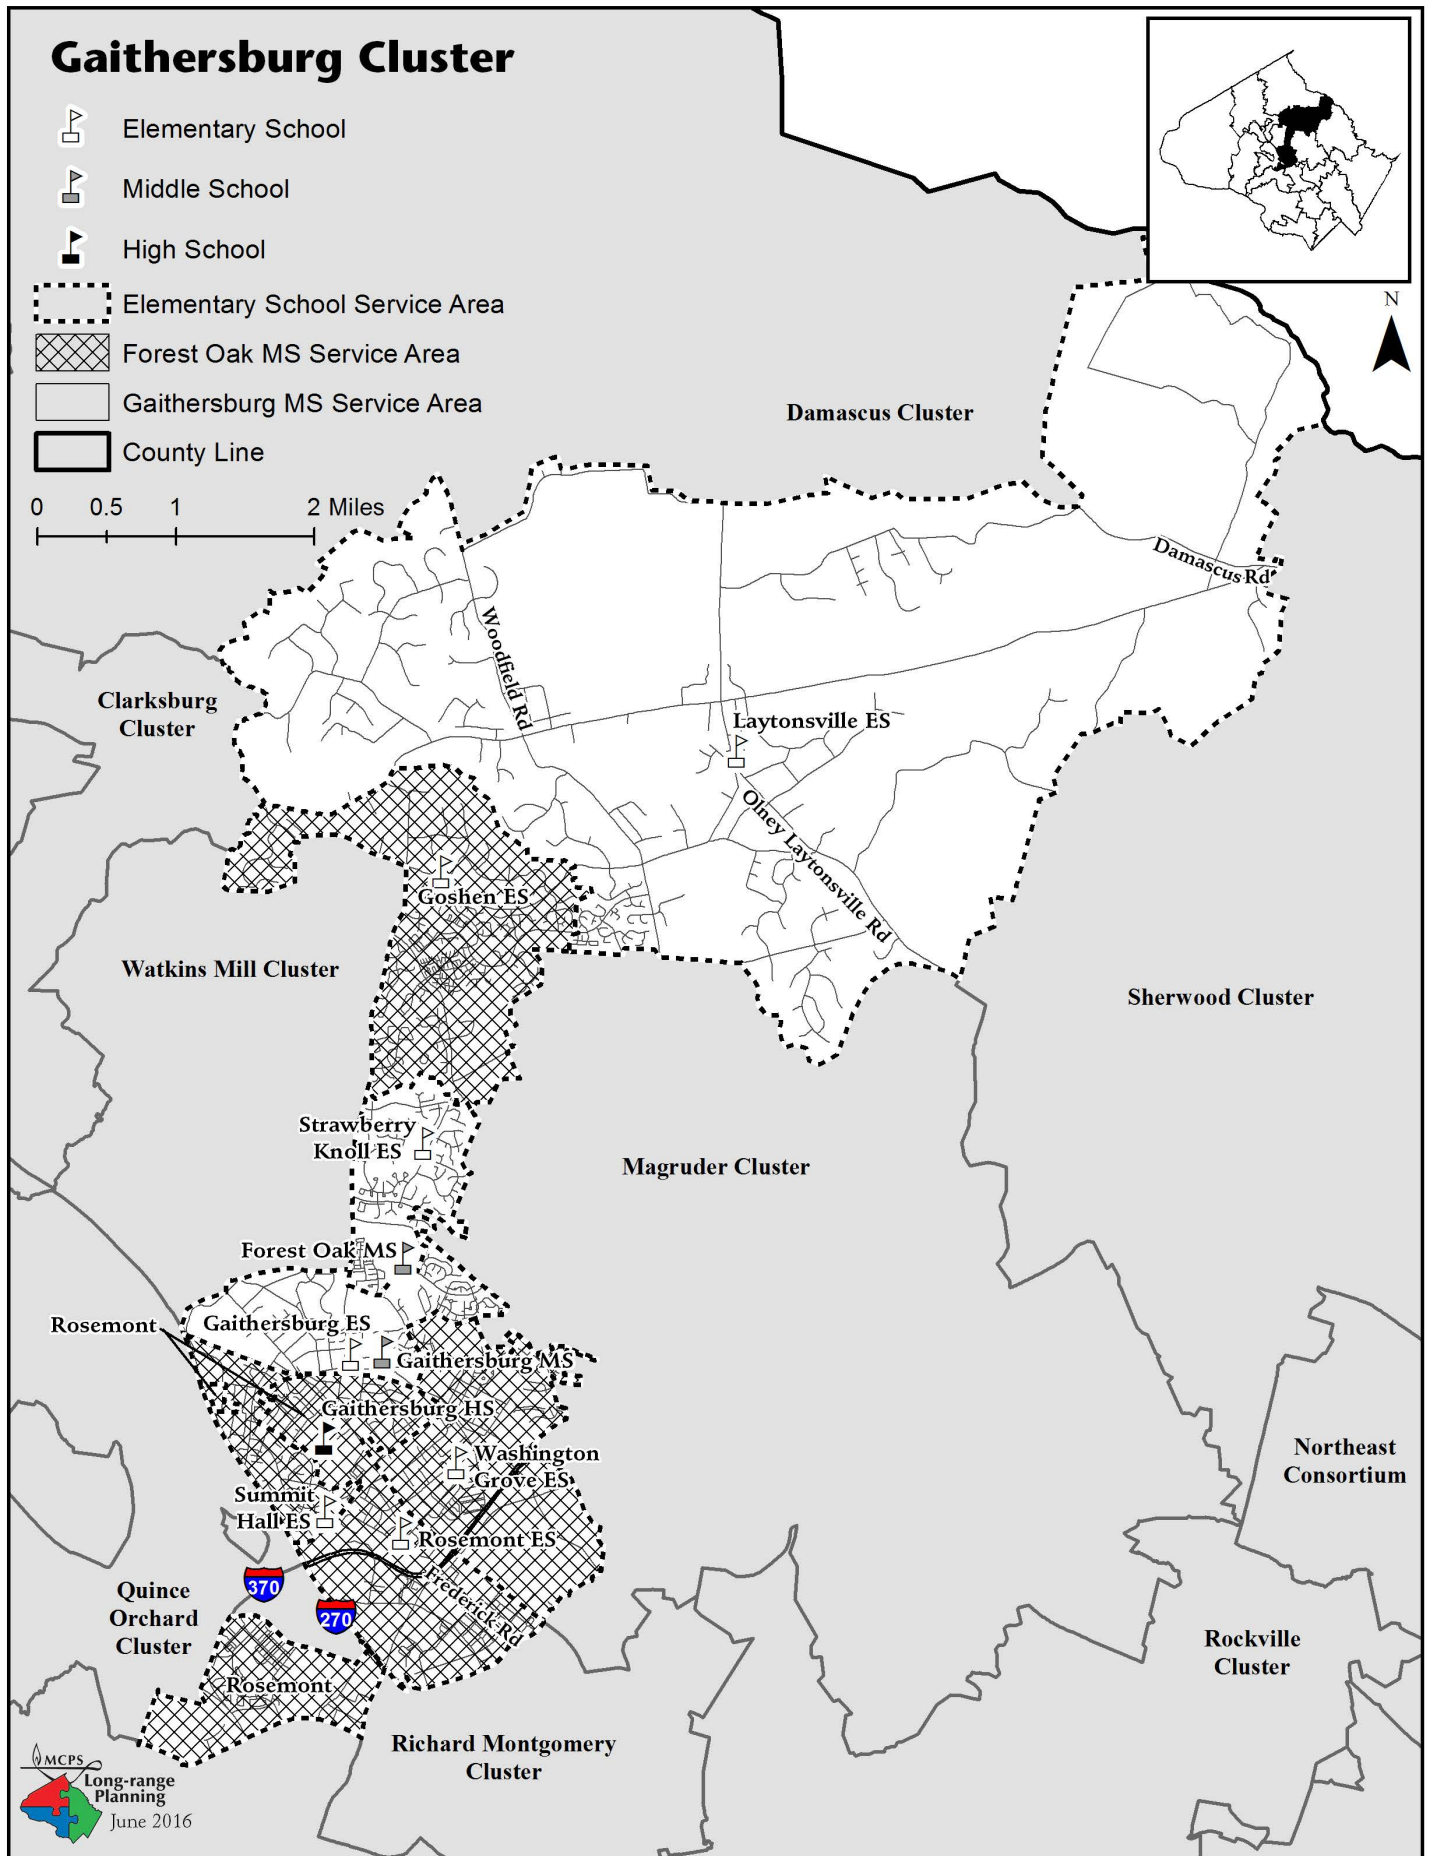 Gaithersburg Cluster
Elementary School
Middle School
High School
Elementary School Service Area
Forest Oak MS Service Area
Gaithersburg MS Service Area
County Line
0 0.5 1 2 Miles
N
Damascus Cluster
Damascus Rd
Woodfield Rd
Clarksburg
Cluster
Laytonsville ES
Olney Laytonsville Rd
Goshen ES
Watkins Mill Cluster
Sherwood Cluster
Strawberry
Knoll ES
Magruder Cluster
Forest Oak MS
Rosemont
Gaithersburg ES
Gaithersburg MS
Gaithersburg HS
Washington
Grove ES
Northeast
Consortium
Summit
Hall ES
Rosemont ES
370
270
Frederick Rd
Quince
Orchard
Cluster
Rockville
Cluster
Rosemont
Richard Montgomery
Cluster
MCPS
Long-range
Planning
June 2016